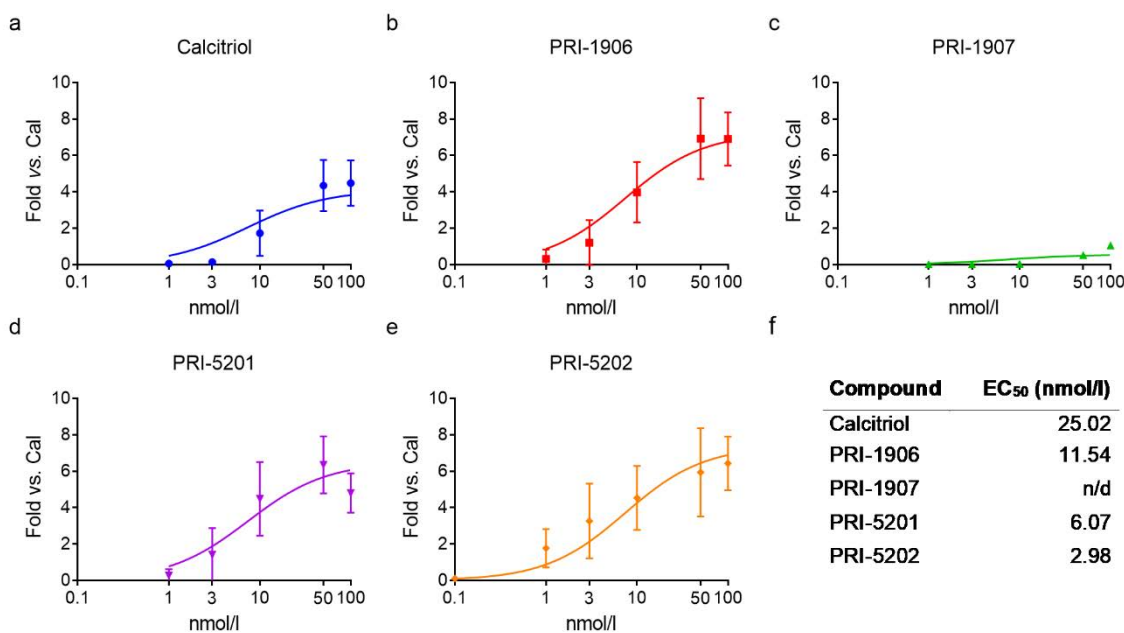 a
Calcitriol
Fold vs. Cal
10
8
6
4
2
0
0.1 1 3 10 50 100
nmol/l
b
PRI-1906
Fold vs. Cal
10
8
6
4
2
0
0.1 1 3 10 50 100
nmol/l
c
PRI-1907
Fold vs. Cal
10
8
6
4
2
0
0.1 1 3 10 50 100
nmol/l
d
PRI-5201
Fold vs. Cal
10
8
6
4
2
0
0.1 1 3 10 50 100
nmol/l
e
PRI-5202
Fold vs. Cal
10
8
6
4
2
0
0.1 1 3 10 50 100
nmol/l
f
Compound EC₅₀ (nmol/l)
Calcitriol 25.02
PRI-1906 11.54
PRI-1907 n/d
PRI-5201 6.07
PRI-5202 2.98